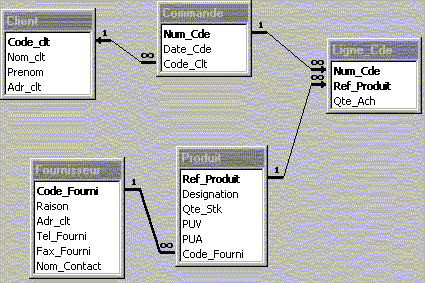 Client
Code_clt
Nom_clt
Prenom
Adr_clt
1
∞
Commande
Num_Cde
Date_Cde
Code_Clt
1
∞
Ligne_Cde
Num_Cde
Ref_Produit
Qte_Ach
∞
1
Fournisseur
Code_Fourni
Raison
Adr_clt
Tel_Fourni
Fax_Fourni
Nom_Contact
1
∞
Produit
Ref_Produit
Designation
Qte_Stk
PUV
PUA
Code_Fourni